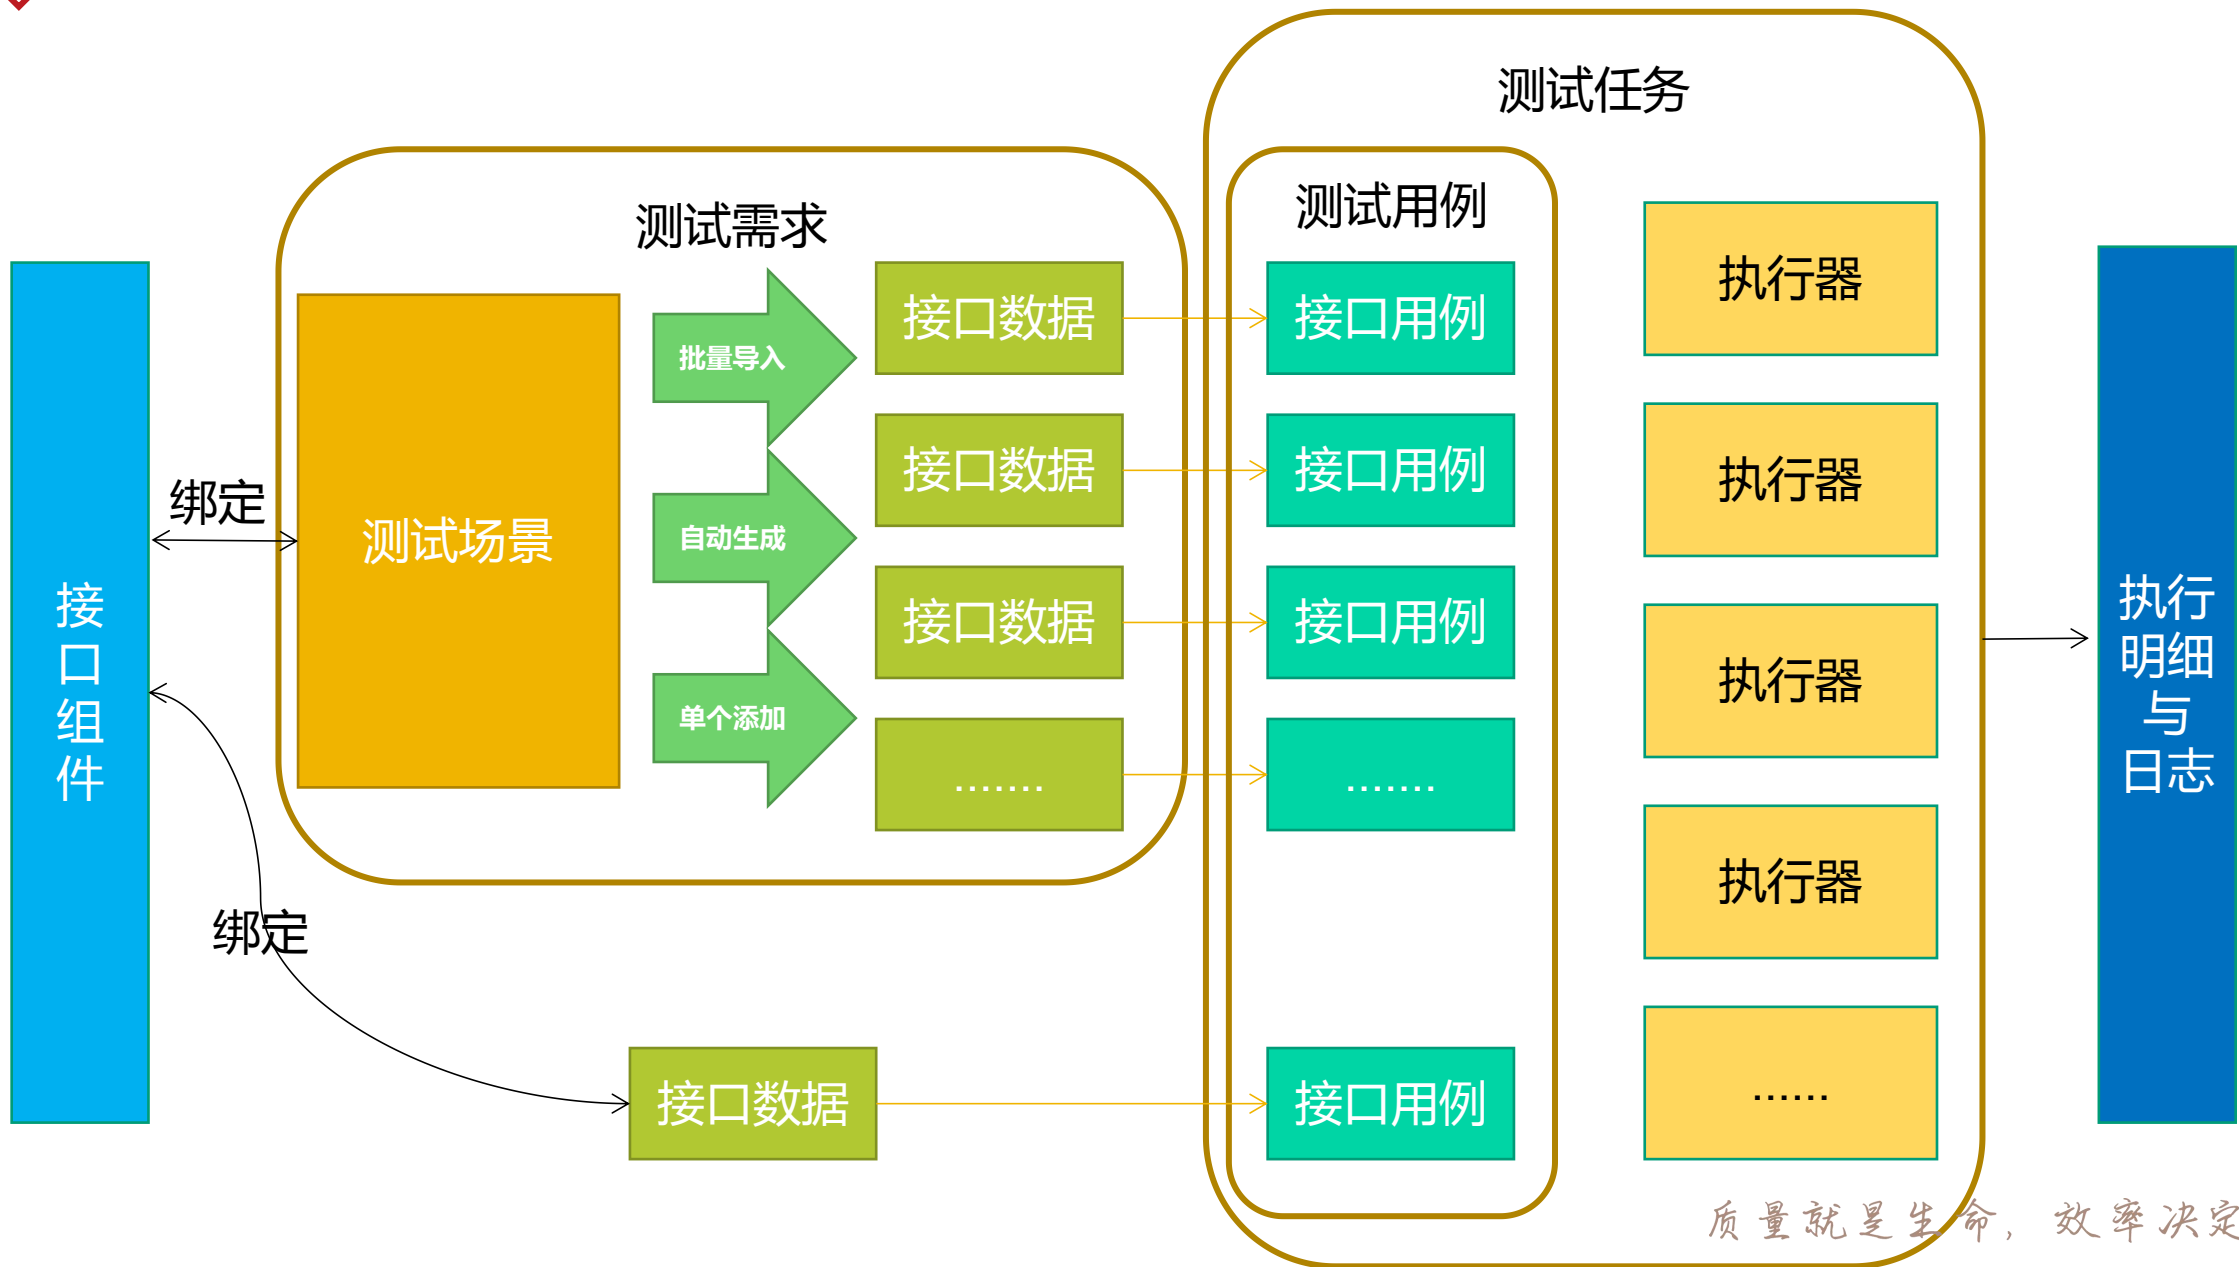 测试任务
测试需求
测试用例
接口组件
绑定
绑定
测试场景
批量导入
自动生成
单个添加
接口数据
接口数据
接口数据
.......
接口数据
接口用例
接口用例
接口用例
.......
接口用例
执行器
执行器
执行器
执行器
......
执行
明细
与
日志
质量就是生命，效率决定